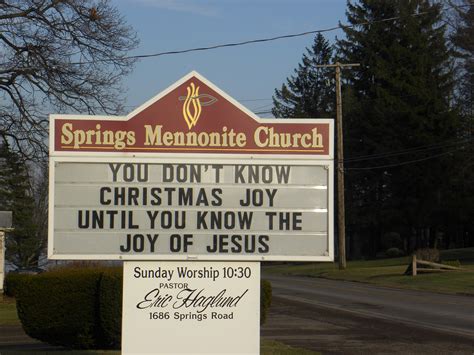 Springs Mennonite Church
YOU DON'T KNOW
CHRISTMAS JOY
UNTIL YOU KNOW THE
JOY OF JESUS
Sunday Worship 10:30
PASTOR
Eric Haglund
1686 Springs Road